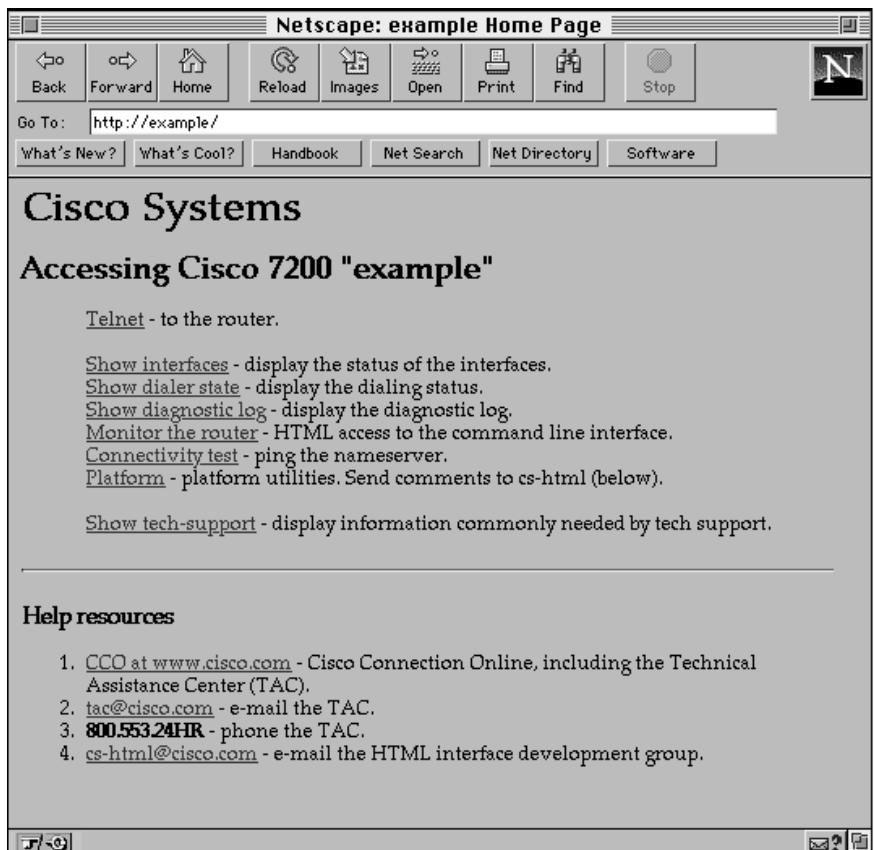 Netscape: example Home Page
Back Forward Home Reload Images Open Print Find Stop N
Go To: http://example/
What's New? What's Cool? Handbook Net Search Net Directory Software
Cisco Systems
Accessing Cisco 7200 "example"
Telnet - to the router.
Show interfaces - display the status of the interfaces.
Show dialer state - display the dialing status.
Show diagnostic log - display the diagnostic log.
Monitor the router - HTML access to the command line interface.
Connectivity test - ping the nameserver.
Platform - platform utilities. Send comments to cs-html (below).
Show tech-support - display information commonly needed by tech support.
Help resources
1. CCO at www.cisco.com - Cisco Connection Online, including the Technical
Assistance Center (TAC).
2. tac@cisco.com - e-mail the TAC.
3. 800.553.24HR - phone the TAC.
4. cs-html@cisco.com - e-mail the HTML interface development group.
?